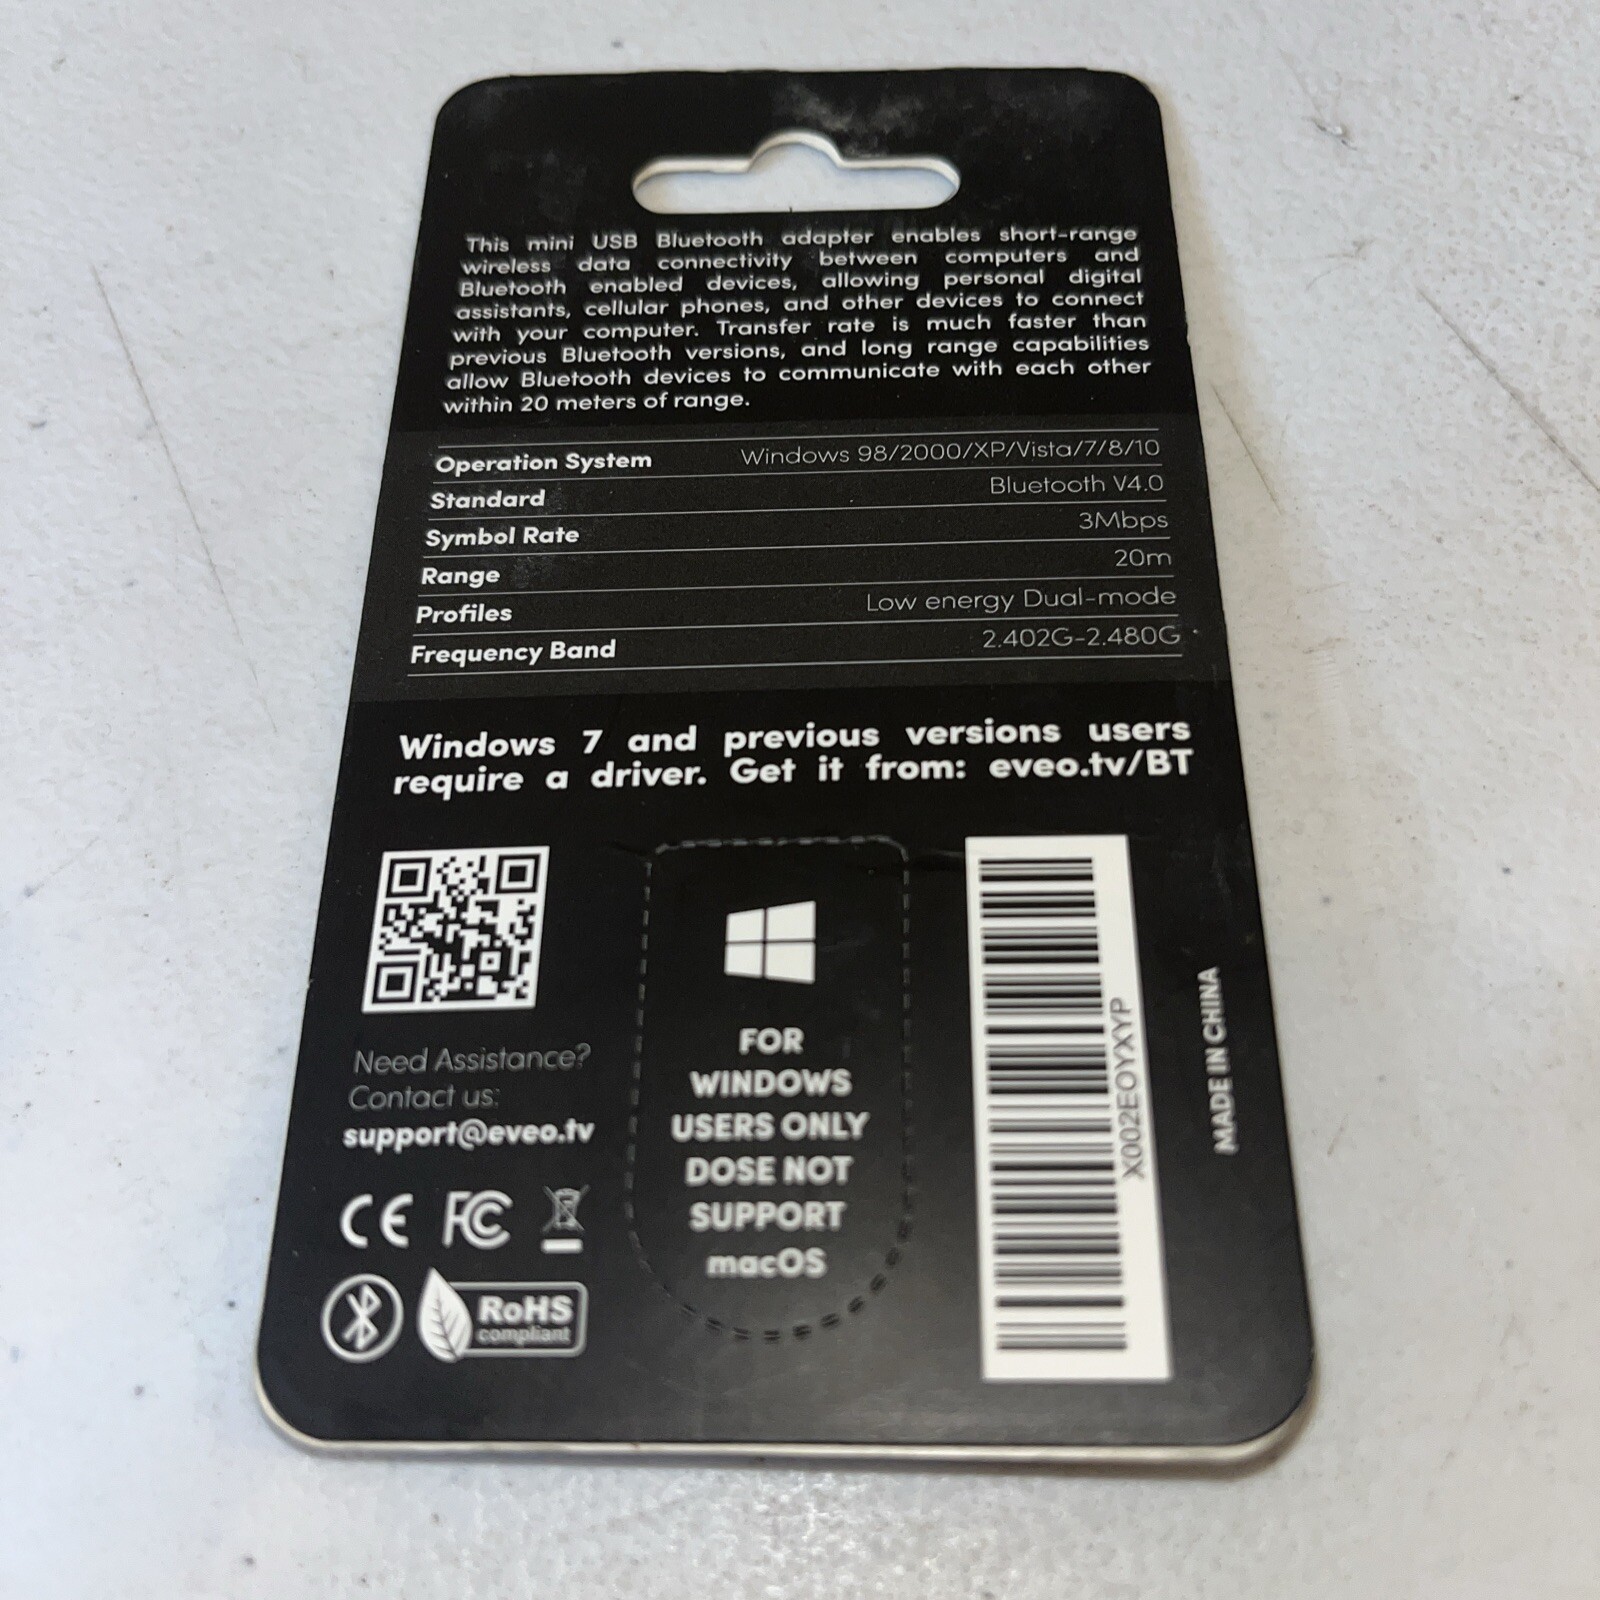 This mini USB Bluetooth adapter enables short-range
wireless data connectivity between computers and
Bluetooth enabled devices, allowing personal digital
assistants, cellular phones, and other devices to connect
with your computer. Transfer rate is much faster than
previous Bluetooth versions, and long range capabilities
allow Bluetooth devices to communicate with each other
within 20 meters of range.
Operation System Windows 98/2000/XP/Vista/7/8/10
Standard Bluetooth V4.0
Symbol Rate 3Mbps
Range 20m
Profiles Low energy Dual-mode
Frequency Band 2.402G-2.480G
Windows 7 and previous versions users
require a driver. Get it from: eveo.tv/BT
Need Assistance?
Contact us:
support@eveo.tv
CE FC
RoHS
compliant
FOR
WINDOWS
USERS ONLY
DOSE NOT
SUPPORT
macOS
X002EOYXYP
MADE IN CHINA